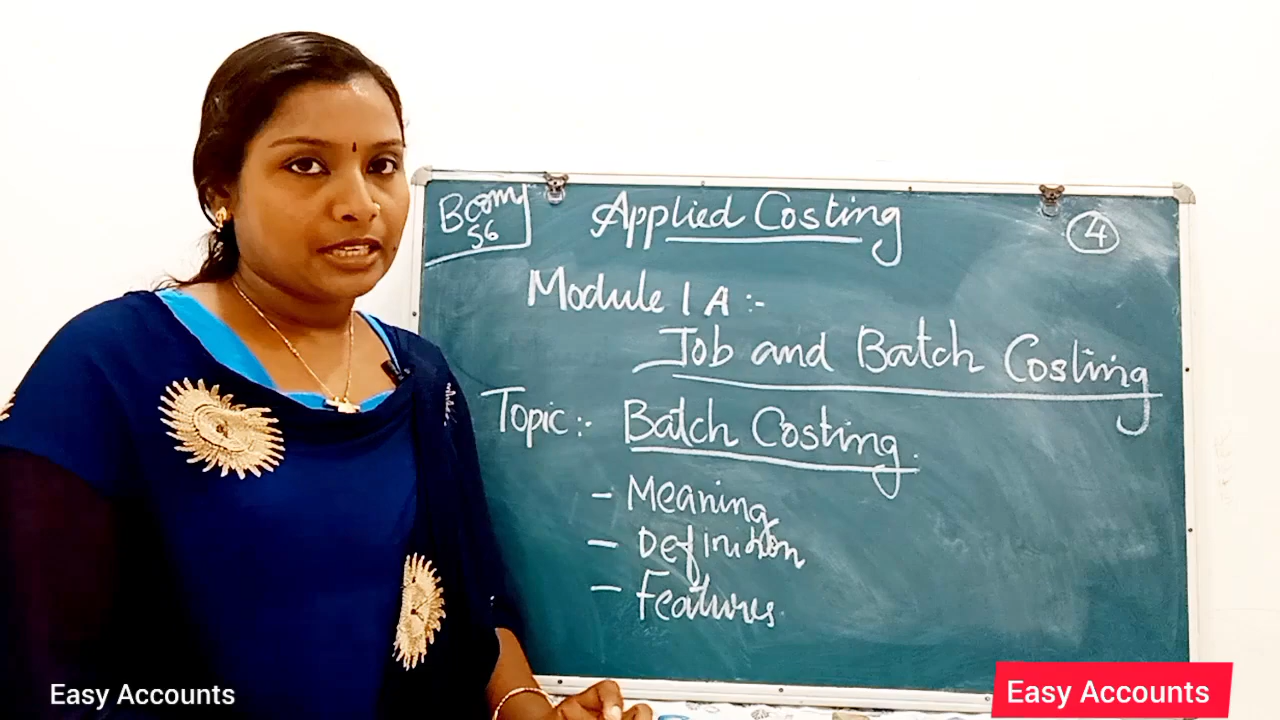 Bcom
S6
Applied Costing
4
Module 1 A :-
Job and Batch Costing
Topic :- Batch Costing.
- Meaning
- Definition
- Features
Easy Accounts
Easy Accounts